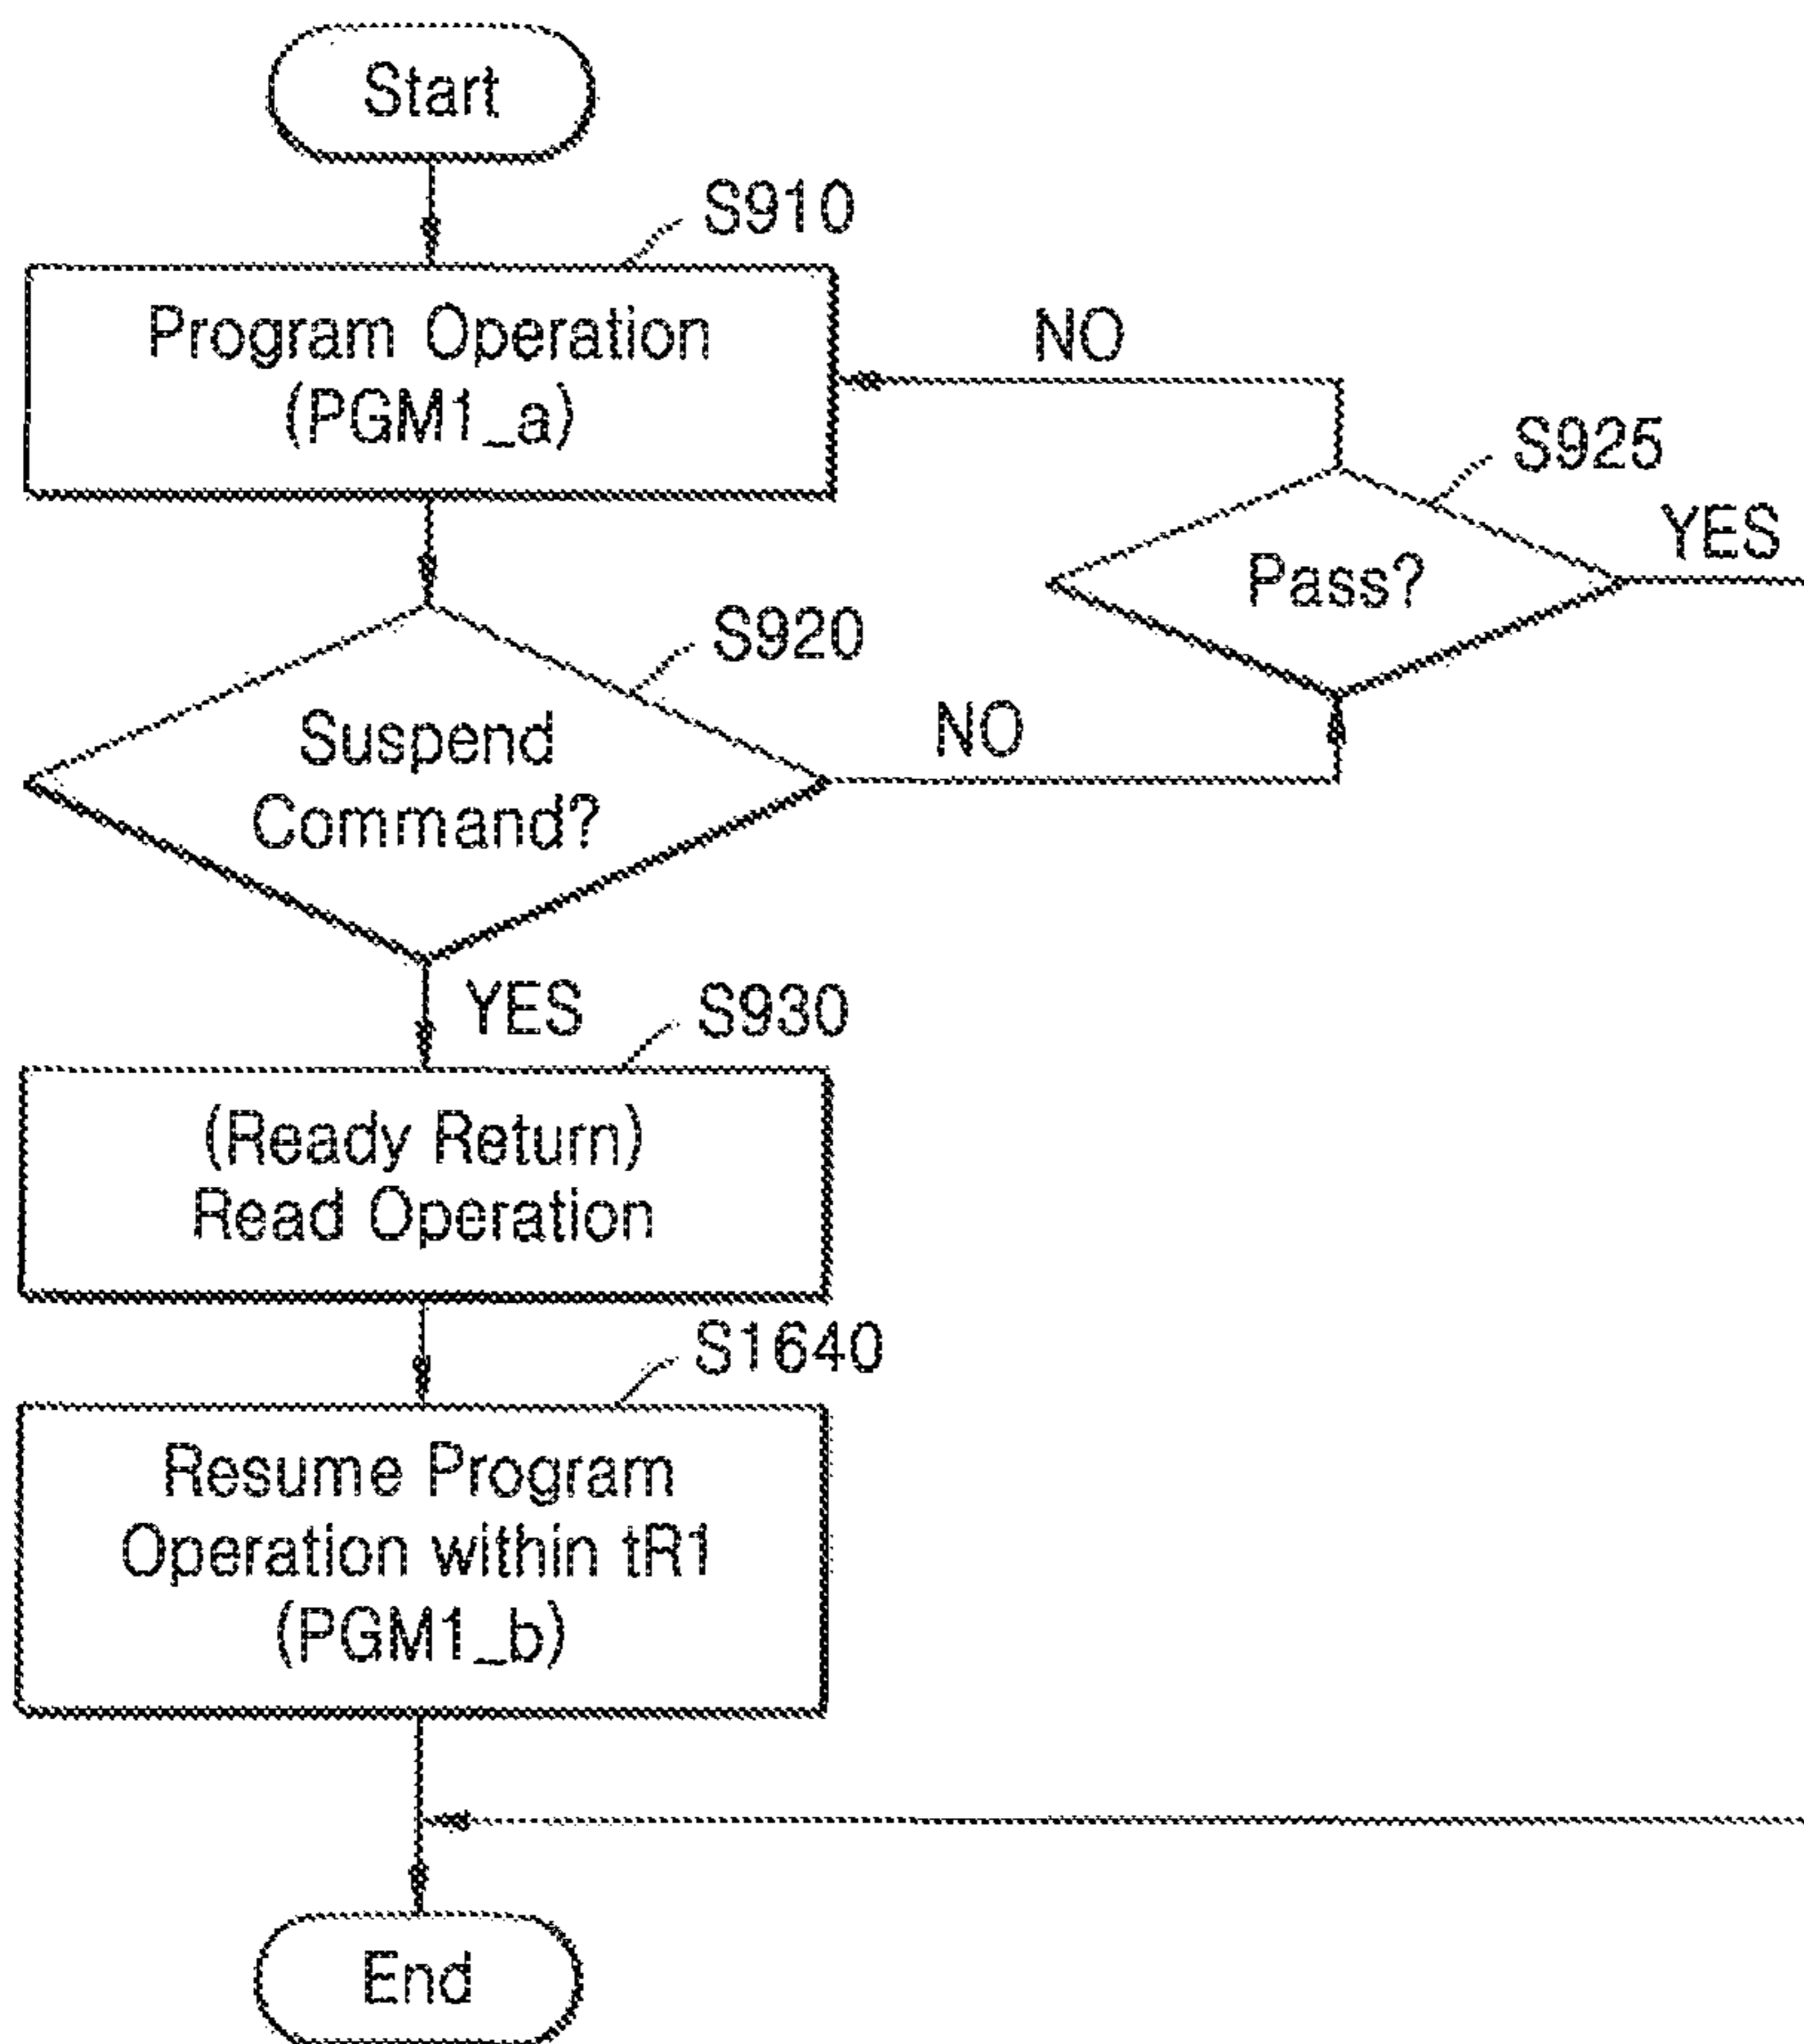 Start
S910
Program Operation
(PGM1_a)
NO
S925
Pass?
YES
S920
Suspend
Command?
NO
YES
S930
(Ready Return)
Read Operation
S1640
Resume Program
Operation within tR1
(PGM1_b)
End